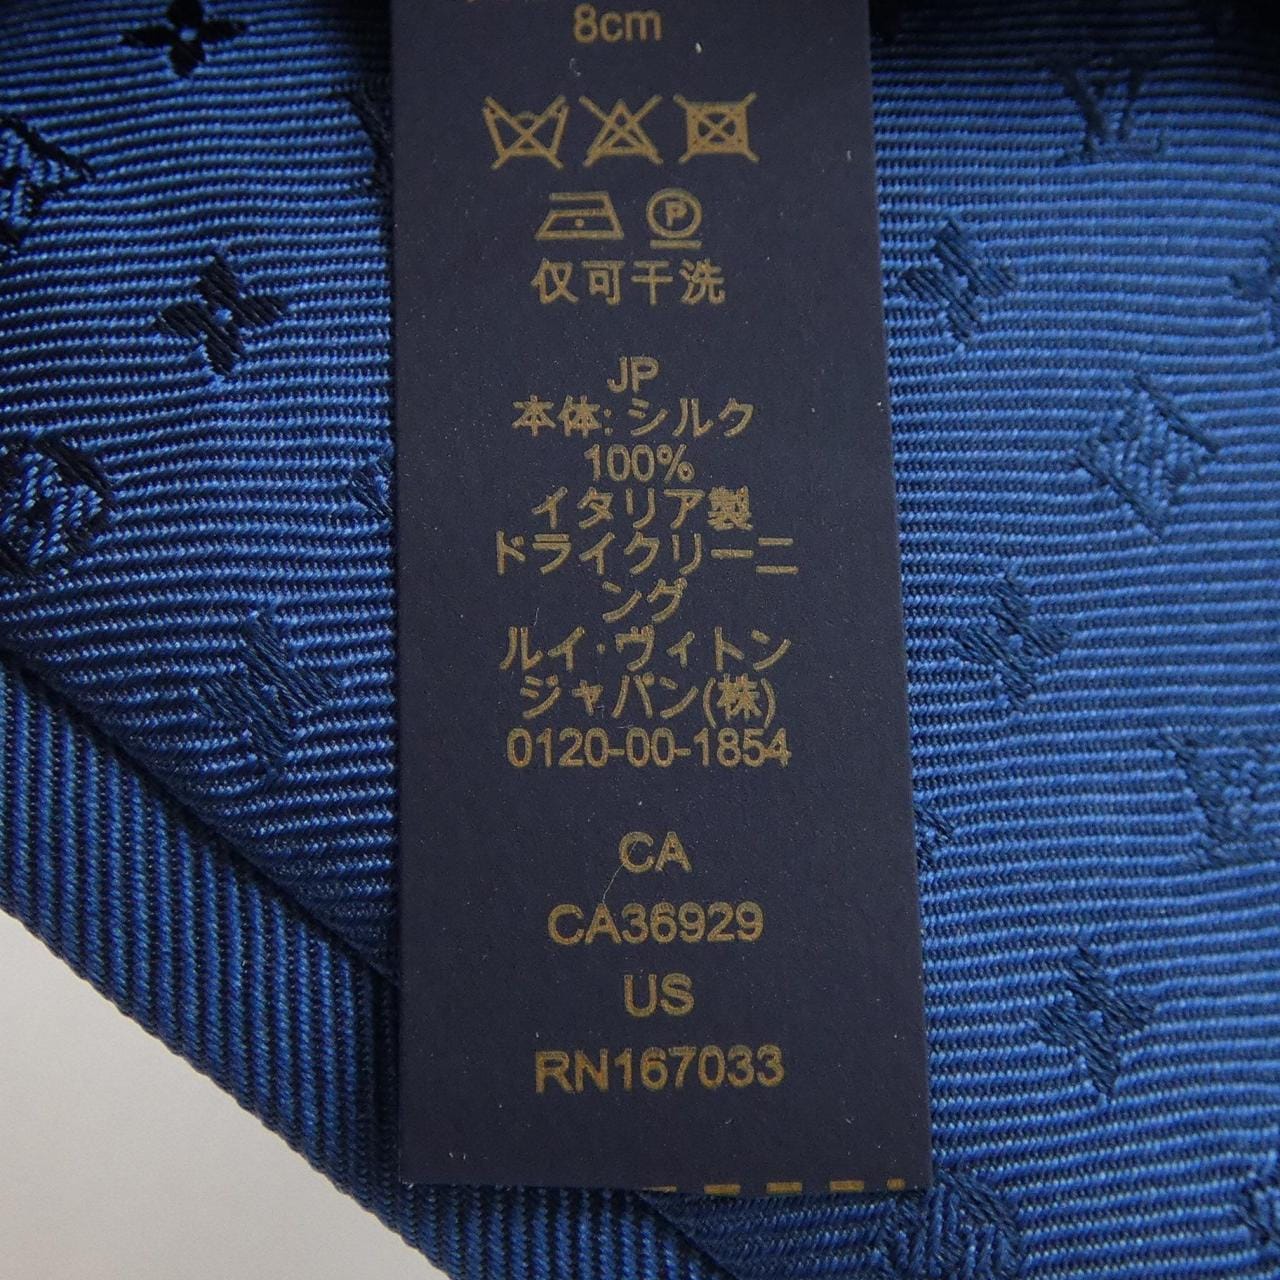 8cm
P
仅可干洗
JP
本体: シルク
100%
イタリア製
ドライクリーニ
ング
ルイ・ヴィトン
ジャパン(株)
0120-00-1854
CA
CA36929
US
RN167033